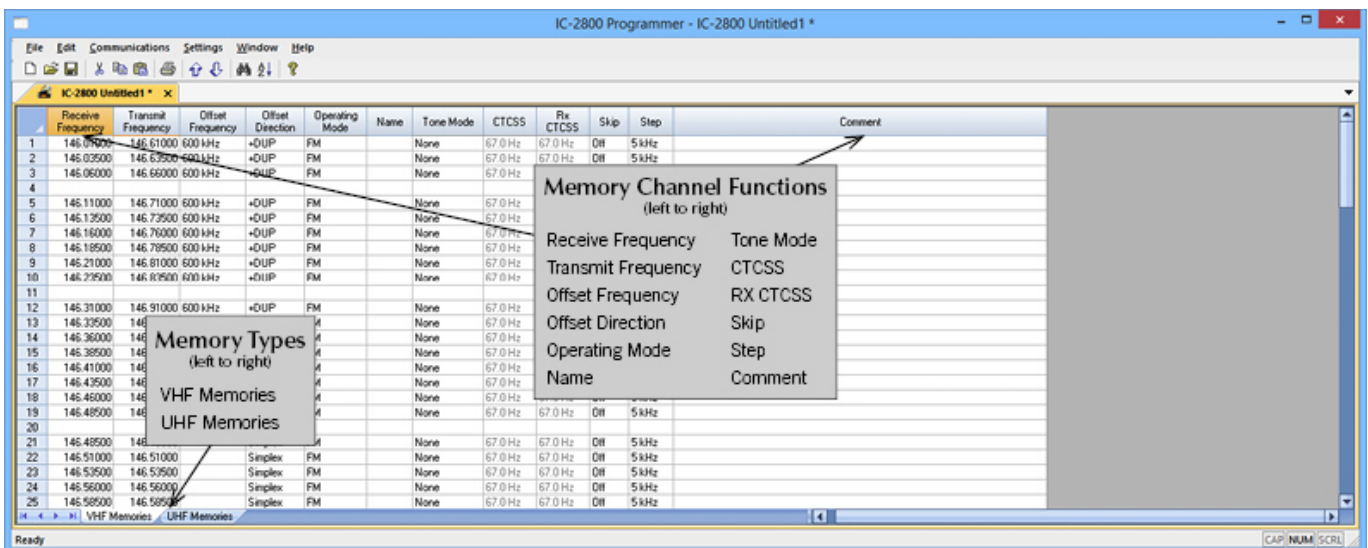 IC-2800 Programmer - IC-2800 Untitled1 *
File Edit Communications Settings Window Help
IC-2800 Untitled1 * x
Receive Frequency Transmit Frequency Offset Frequency Offset Direction Operating Mode Name Tone Mode CTCSS Rx CTCSS Skip Step Comment
1 146.01000 146.61000 600 kHz +DUP FM None 67.0 Hz 67.0 Hz Off 5 kHz
2 146.03500 146.63500 600 kHz +DUP FM None 67.0 Hz 67.0 Hz Off 5 kHz
3 146.06000 146.66000 600 kHz +DUP FM None 67.0 Hz
4
5 146.11000 146.71000 600 kHz +DUP FM None 67.0 Hz
6 146.13500 146.73500 600 kHz +DUP FM None 67.0 Hz
7 146.16000 146.76000 600 kHz +DUP FM None 67.0 Hz
8 146.18500 146.78500 600 kHz +DUP FM None 67.0 Hz
9 146.21000 146.81000 600 kHz +DUP FM None 67.0 Hz
10 146.23500 146.83500 600 kHz +DUP FM None 67.0 Hz
11
12 146.31000 146.91000 600 kHz +DUP FM None 67.0 Hz
13 146.33500 None 67.0 Hz
14 146.36000 None 67.0 Hz
15 146.38500 None 67.0 Hz
16 146.41000 None 67.0 Hz
17 146.43500 None 67.0 Hz
18 146.46000 None 67.0 Hz
19 146.48500 None 67.0 Hz 67.0 Hz Off 5 kHz
20
21 146.48500 None 67.0 Hz 67.0 Hz Off 5 kHz
22 146.51000 146.51000 Simplex FM None 67.0 Hz 67.0 Hz Off 5 kHz
23 146.53500 146.53500 Simplex FM None 67.0 Hz 67.0 Hz Off 5 kHz
24 146.56000 146.56000 Simplex FM None 67.0 Hz 67.0 Hz Off 5 kHz
25 146.58500 146.58500 Simplex FM None 67.0 Hz 67.0 Hz Off 5 kHz
Memory Channel Functions
(left to right)
Receive Frequency Tone Mode
Transmit Frequency CTCSS
Offset Frequency RX CTCSS
Offset Direction Skip
Operating Mode Step
Name Comment
Memory Types
(left to right)
VHF Memories
UHF Memories
VHF Memories UHF Memories
Ready CAP NUM SCRL